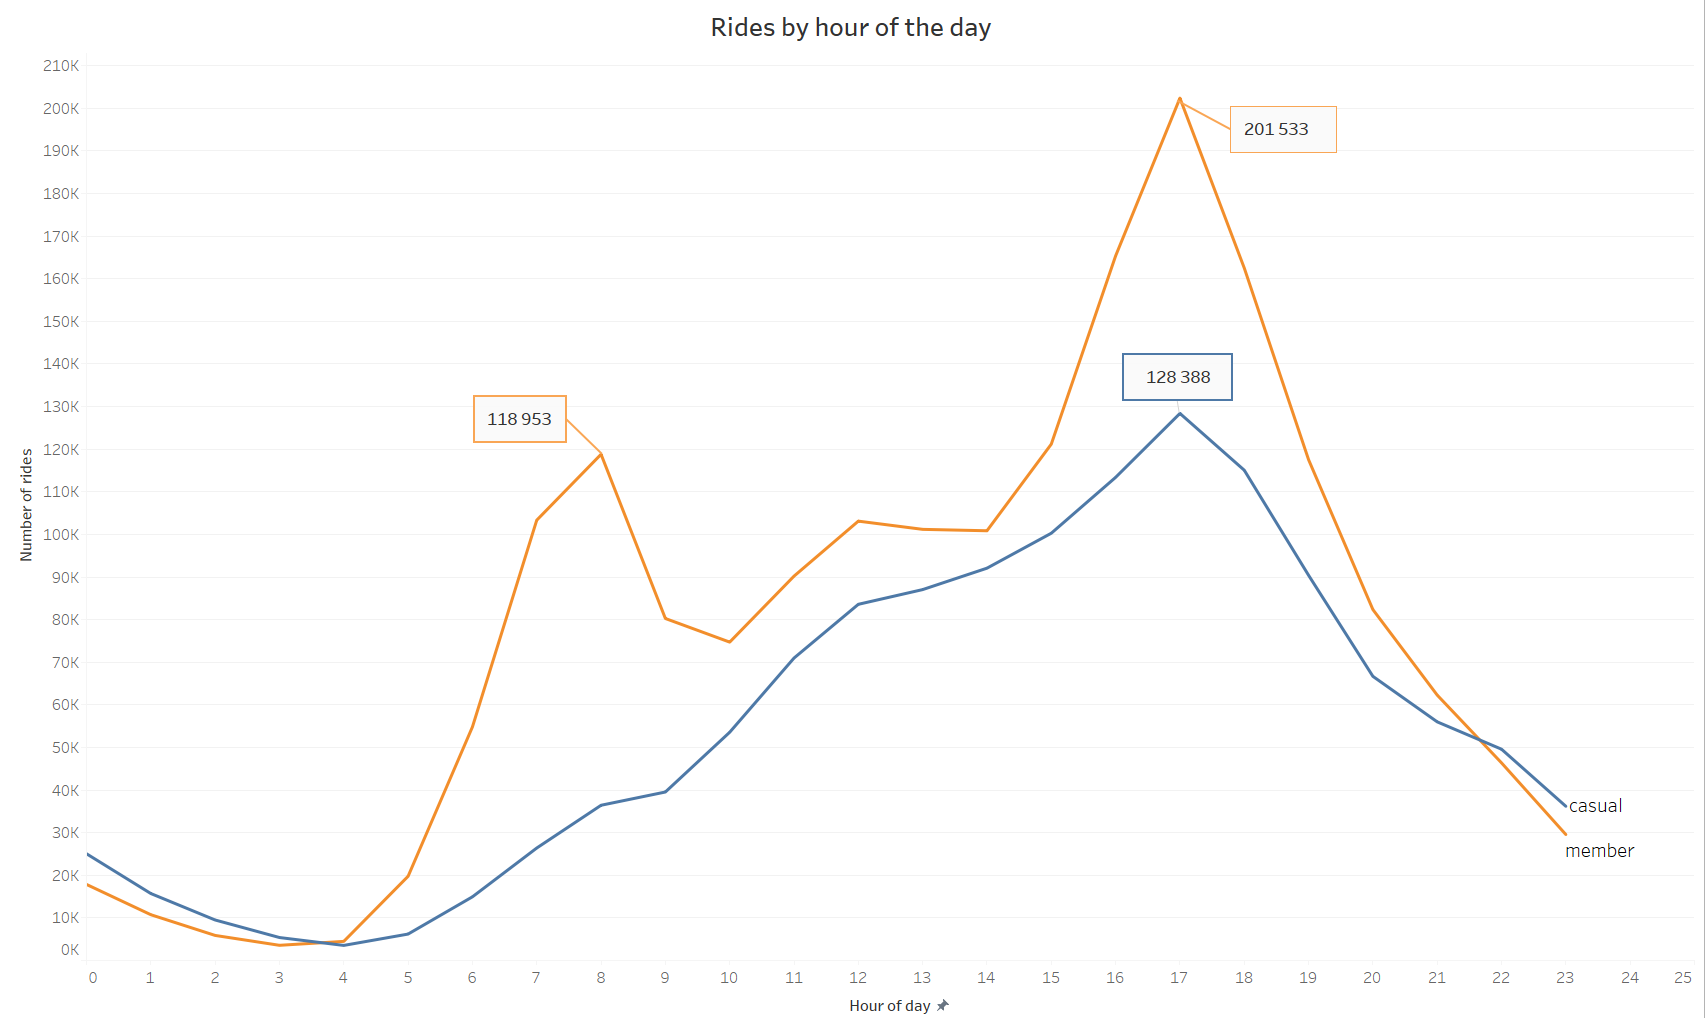 Rides by hour of the day
210K
200K
190K
180K
170K
160K
150K
140K
130K
120K
110K
100K
90K
80K
70K
60K
50K
40K
30K
20K
10K
0K
Number of rides
201 533
128 388
118 953
casual
member
0 1 2 3 4 5 6 7 8 9 10 11 12 13 14 15 16 17 18 19 20 21 22 23 24 25
Hour of day